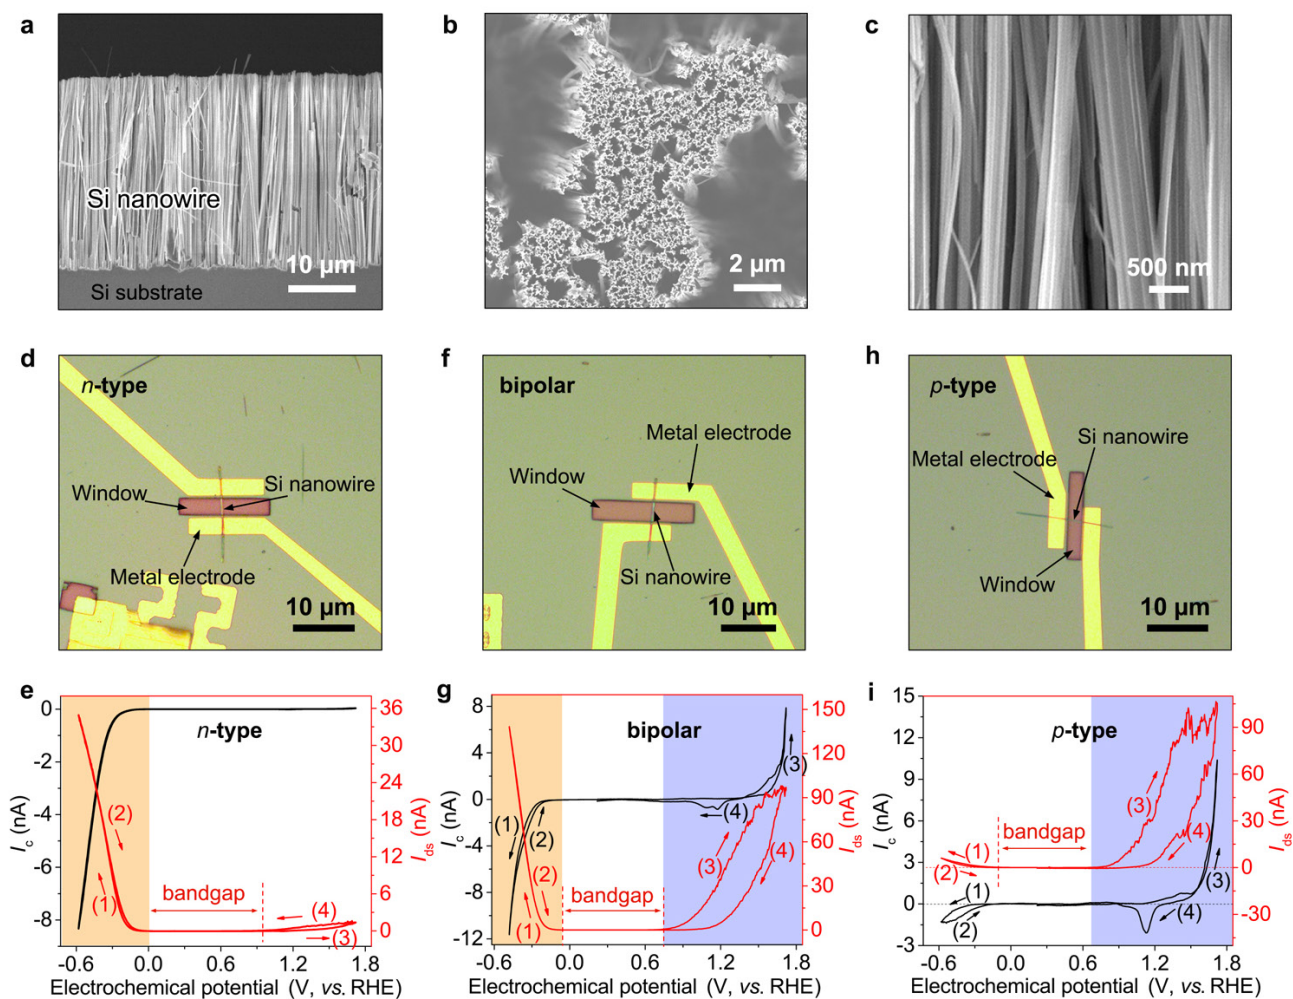 a
Si nanowire
10 µm
Si substrate
b
2 µm
c
500 nm
d
n-type
Window
Si nanowire
Metal electrode
10 µm
f
bipolar
Metal electrode
Window
Si nanowire
10 µm
h
p-type
Si nanowire
Metal electrode
Window
10 µm
e
n-type
0
-2
-4
-6
-8
Ic (nA)
36
30
24
18
12
6
0
Ids (nA)
(2)
(1)
bandgap
(4)
(3)
-0.6
0.0
0.6
1.2
1.8
Electrochemical potential (V, vs. RHE)
g
bipolar
8
4
0
-4
-8
-12
Ic (nA)
150
120
90
60
30
0
Ids (nA)
(1)
(2)
(2)
(1)
bandgap
(3)
(4)
(3)
(4)
0.0
0.6
1.2
1.8
Electrochemical potential (V, vs. RHE)
i
p-type
15
12
9
6
3
0
-3
Ic (nA)
90
60
30
0
-30
Ids (nA)
(1)
(2)
(1)
(2)
bandgap
(3)
(4)
(3)
(4)
-0.6
0.0
0.6
1.2
1.8
Electrochemical potential (V, vs. RHE)